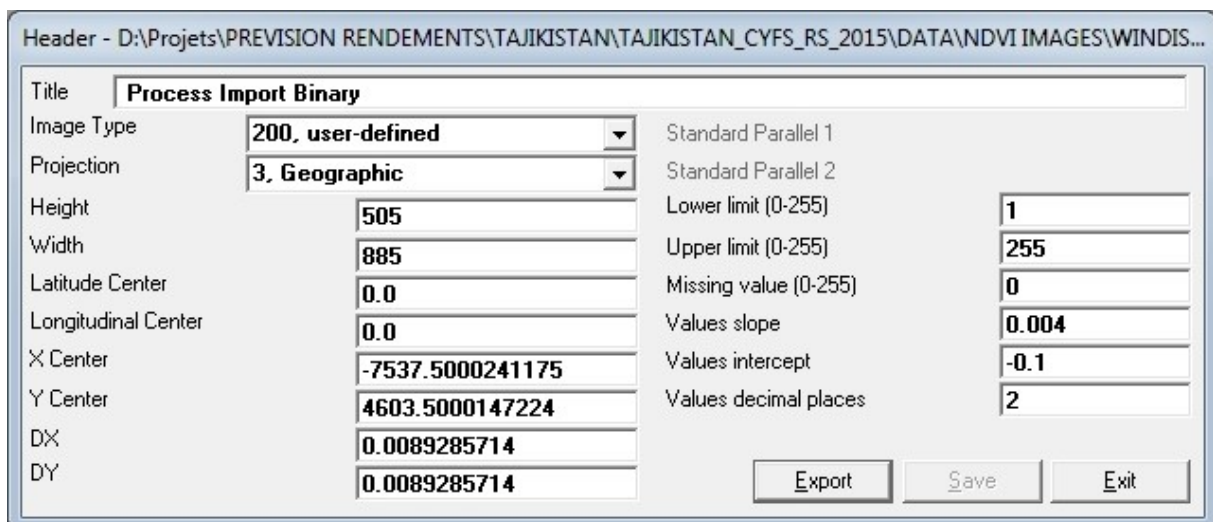 Header - D:\Projets\PREVISION RENDEMENTS\TAJIKISTAN\TAJIKISTAN_CYFS_RS_2015\DATA\NDVI IMAGES\WINDIS...
Title Process Import Binary
Image Type 200, user-defined Standard Parallel 1
Projection 3, Geographic Standard Parallel 2
Height 505 Lower limit (0-255) 1
Width 885 Upper limit (0-255) 255
Latitude Center 0.0 Missing value (0-255) 0
Longitudinal Center 0.0 Values slope 0.004
X Center -7537.5000241175 Values intercept -0.1
Y Center 4603.5000147224 Values decimal places 2
DX 0.0089285714
DY 0.0089285714 Export Save Exit